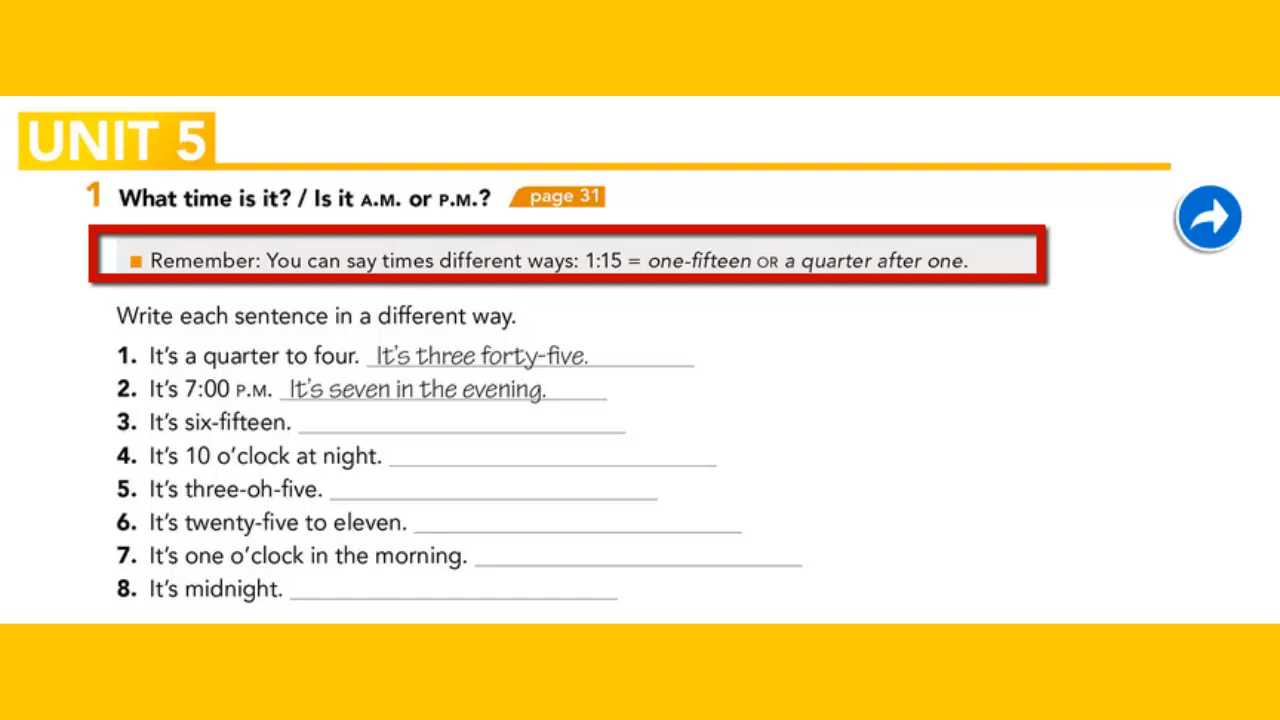 UNIT 5
1 What time is it? / Is it A.M. or P.M.? page 31
■ Remember: You can say times different ways: 1:15 = one-fifteen OR a quarter after one.
Write each sentence in a different way.
1. It's a quarter to four. It's three forty-five.
2. It's 7:00 P.M. It's seven in the evening.
3. It's six-fifteen.
4. It's 10 o'clock at night.
5. It's three-oh-five.
6. It's twenty-five to eleven.
7. It's one o'clock in the morning.
8. It's midnight.